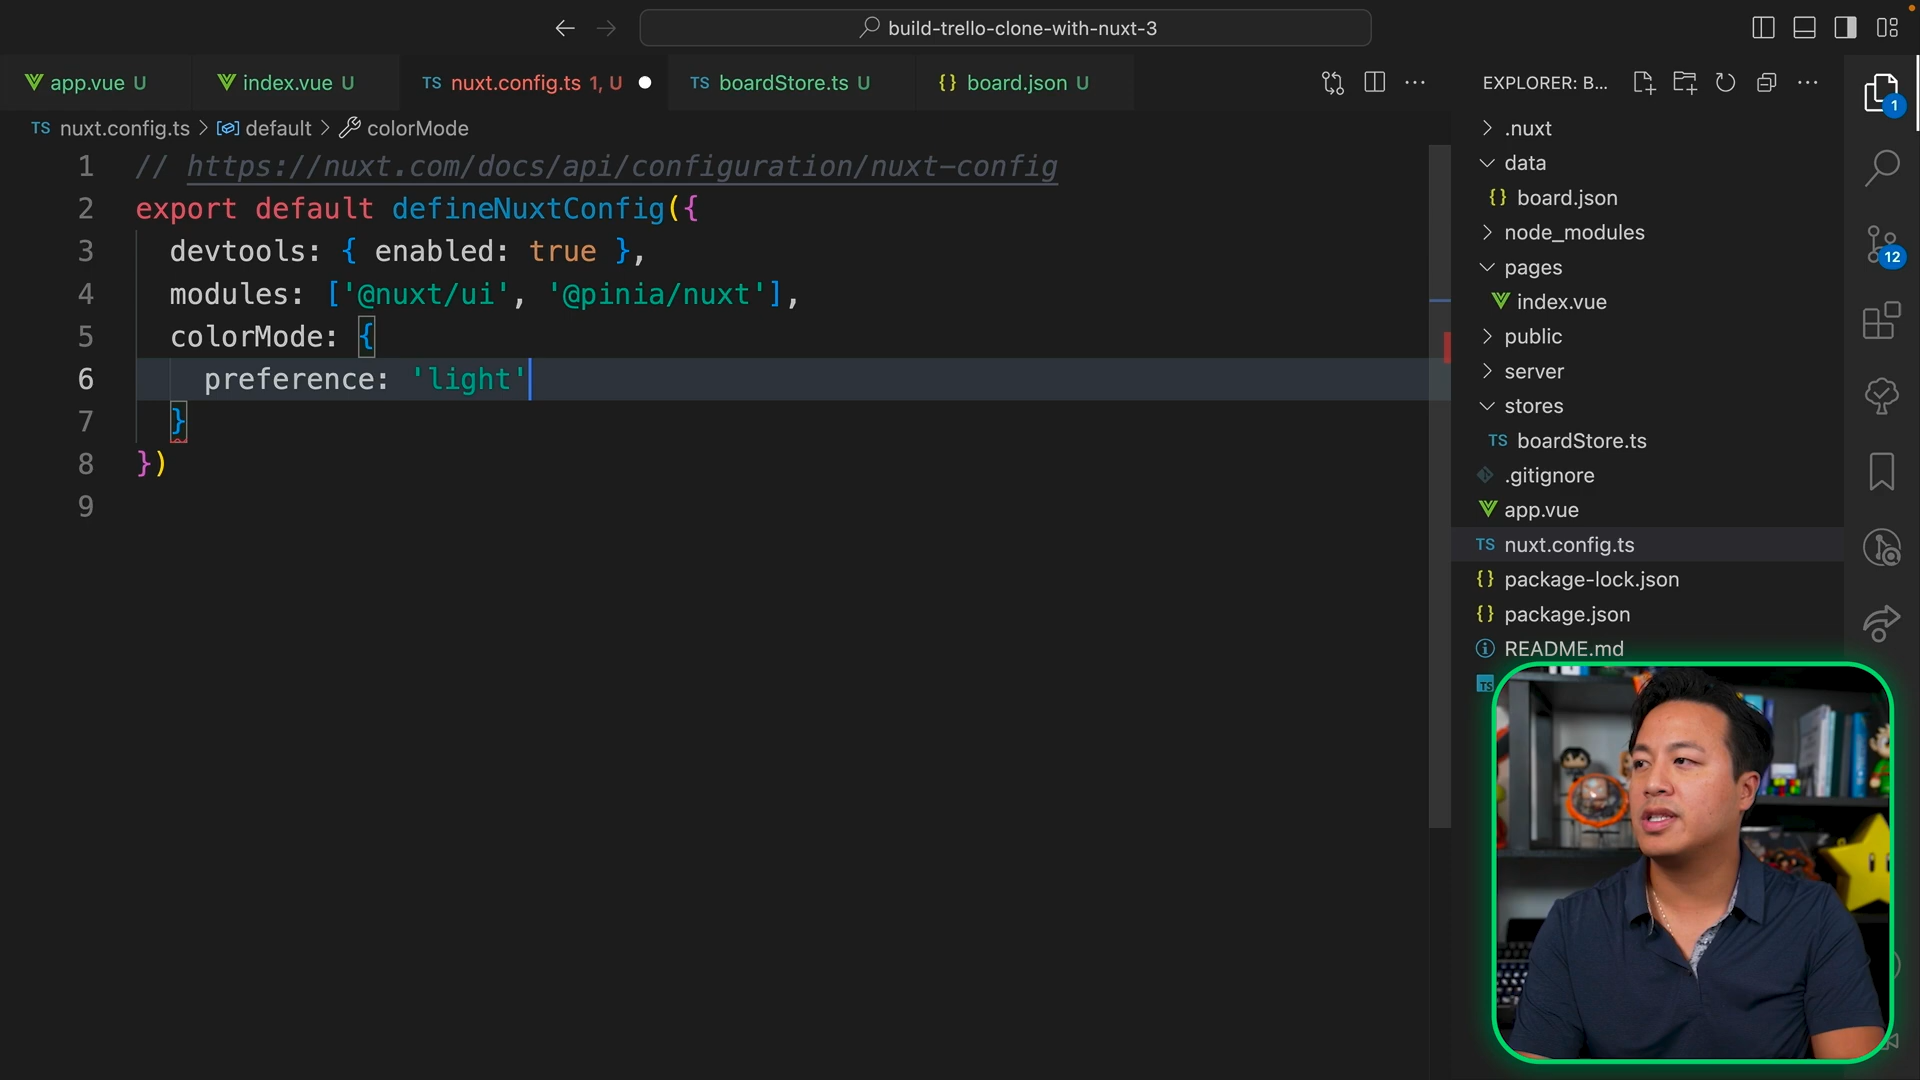 build-trello-clone-with-nuxt-3
app.vue U
index.vue U
TS nuxt.config.ts 1, U
TS boardStore.ts U
{} board.json U
EXPLORER: B...
TS nuxt.config.ts > default > colorMode
1 // https://nuxt.com/docs/api/configuration/nuxt-config
2 export default defineNuxtConfig({
3 devtools: { enabled: true },
4 modules: ['@nuxt/ui', '@pinia/nuxt'],
5 colorMode: {
6 preference: 'light'
7 }
8 })
9
.nuxt
data
{} board.json
node_modules
pages
index.vue
public
server
stores
TS boardStore.ts
.gitignore
app.vue
TS nuxt.config.ts
{} package-lock.json
{} package.json
README.md
TS
1
12